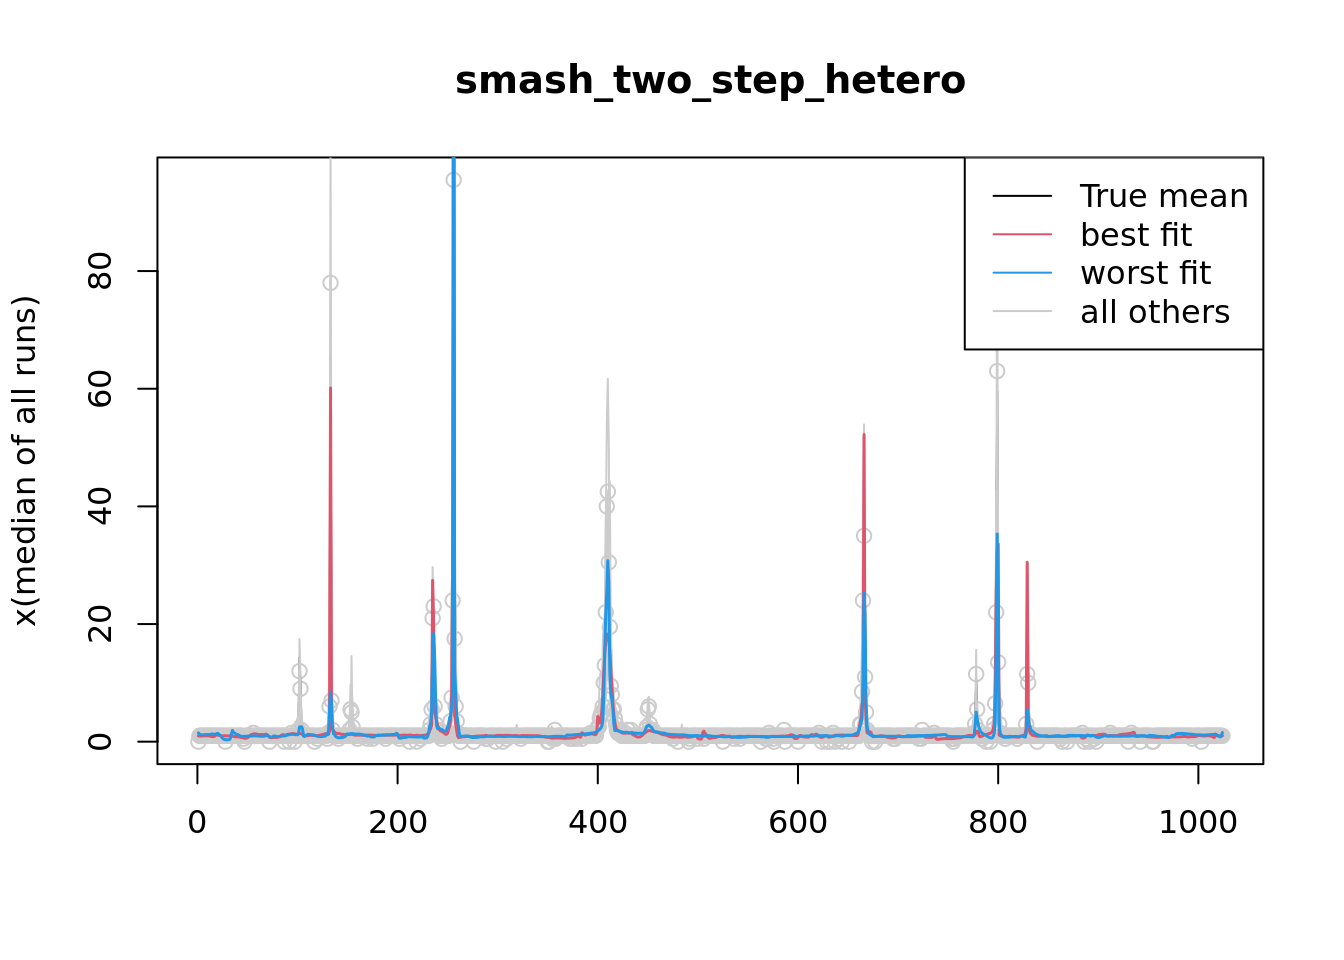 smash_two_step_hetero
True mean
best fit
worst fit
all others
x(median of all runs)
80
60
40
20
0
0 200 400 600 800 1000